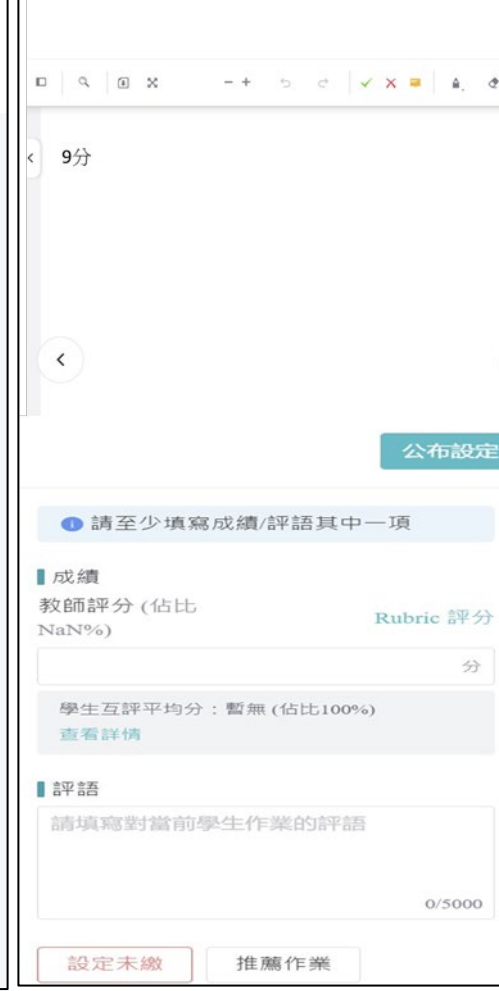 9分
公布設定
請至少填寫成績/評語其中一項
成績
教師評分 (佔比
NaN%)
Rubric 評分
分
學生互評平均分：暫無 (佔比100%)
查看詳情
評語
請填寫對當前學生作業的評語
0/5000
設定未繳
推薦作業